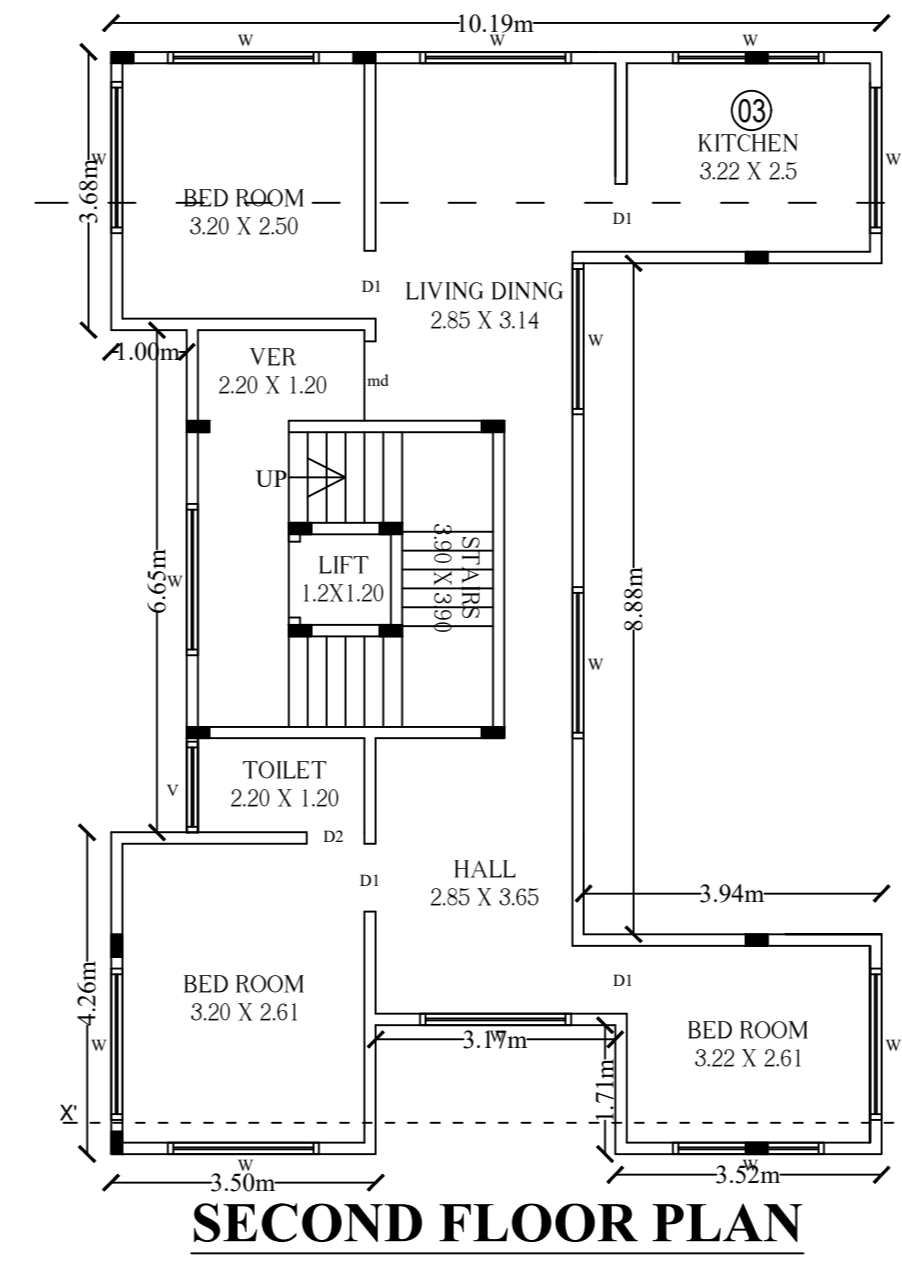 10.19m
W
W
W
03
KITCHEN
3.22 X 2.5
W
W
3.68m
BED ROOM
3.20 X 2.50
D1
D1
LIVING DINNG
2.85 X 3.14
1.00m
VER
2.20 X 1.20
md
W
UP
LIFT
1.2X1.20
STAIRS
3.90 X 3.90
6.65m
W
8.88m
W
TOILET
2.20 X 1.20
V
D2
D1
HALL
2.85 X 3.65
3.94m
BED ROOM
3.20 X 2.61
4.26m
W
D1
BED ROOM
3.22 X 2.61
W
W
3.17m
1.71m
X'
W
3.50m
W
3.52m
SECOND FLOOR PLAN